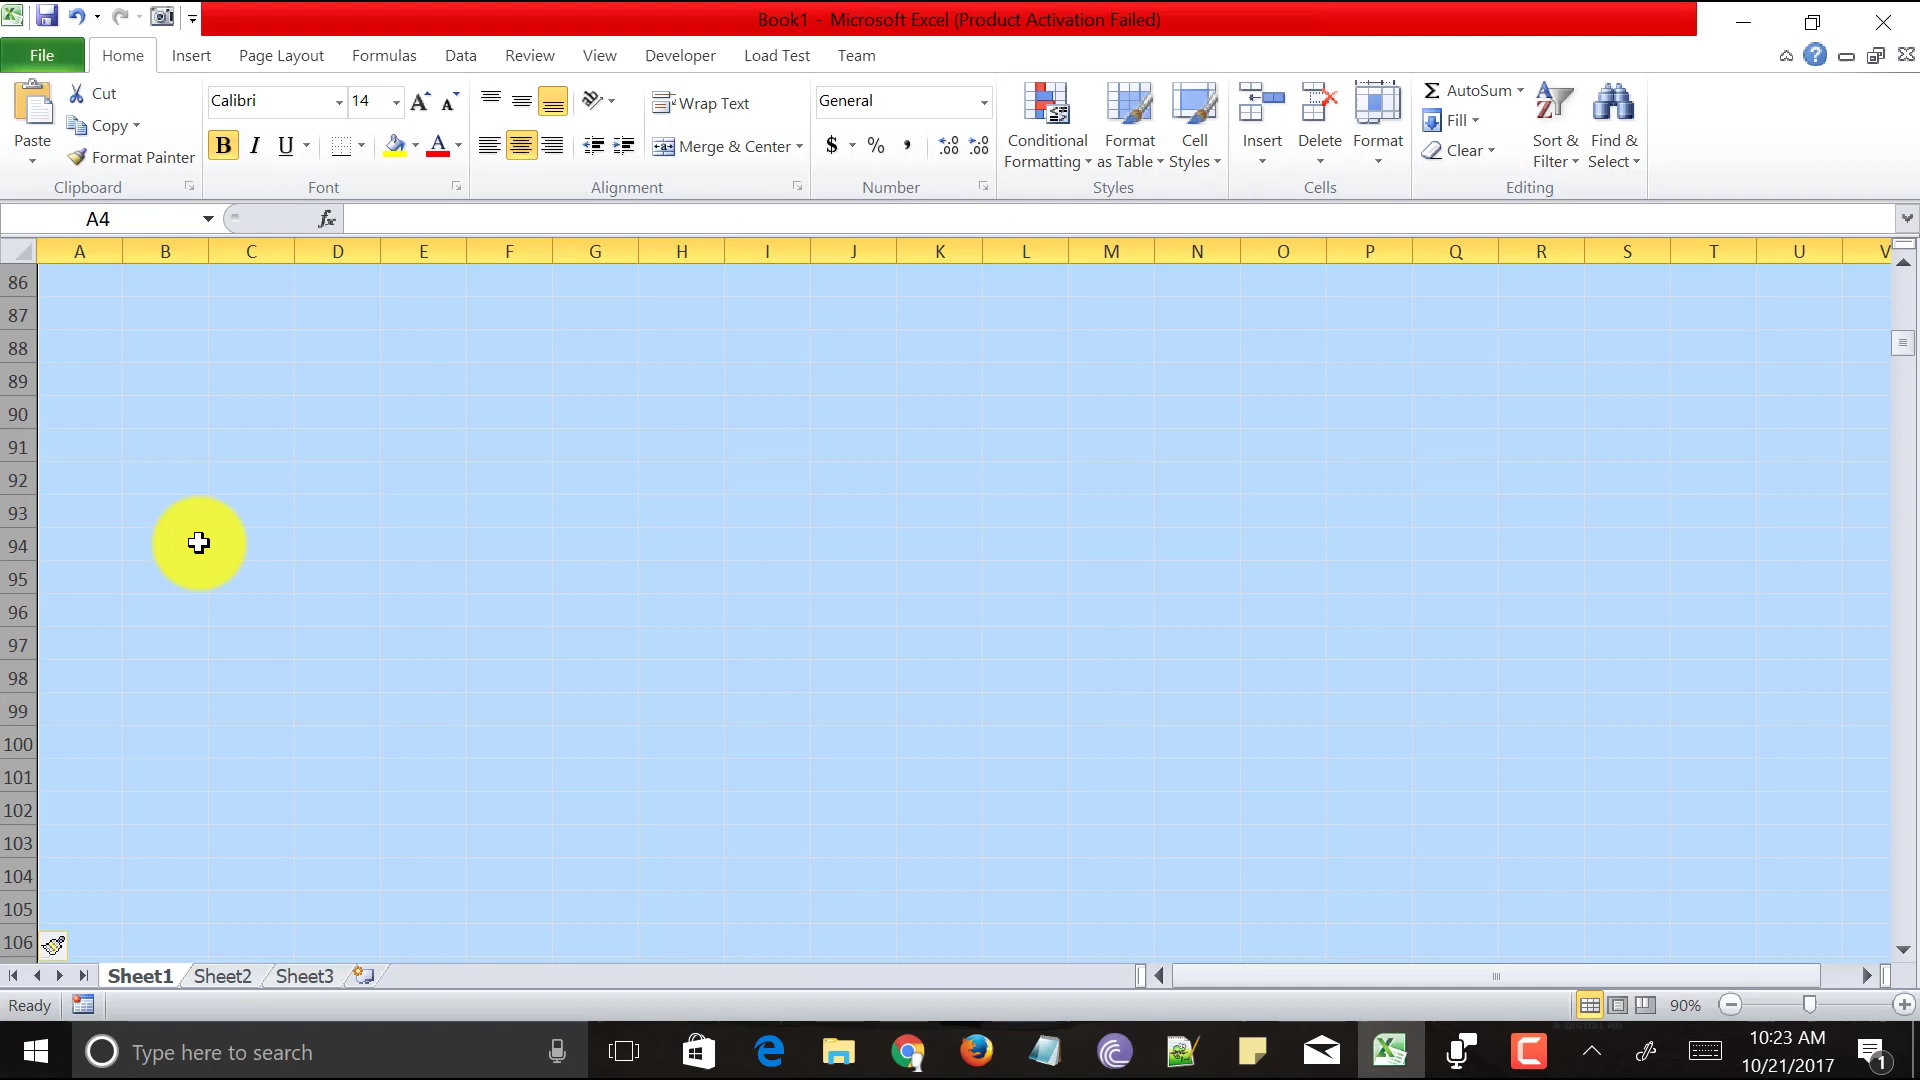 Book1 - Microsoft Excel (Product Activation Failed)
File Home Insert Page Layout Formulas Data Review View Developer Load Test Team
Paste
Cut
Copy
Format Painter
Clipboard
Calibri 14
B I U
Font
Wrap Text
Merge & Center
Alignment
General
$ % ,
Number
Conditional Formatting
Format as Table
Cell Styles
Styles
Insert
Delete
Format
Cells
AutoSum
Fill
Clear
Sort & Filter
Find & Select
Editing
A4 fx
A B C D E F G H I J K L M N O P Q R S T U V
86
87
88
89
90
91
92
93
94
95
96
97
98
99
100
101
102
103
104
105
106
Sheet1 Sheet2 Sheet3
Ready 90%
Type here to search
10:23 AM
10/21/2017
1